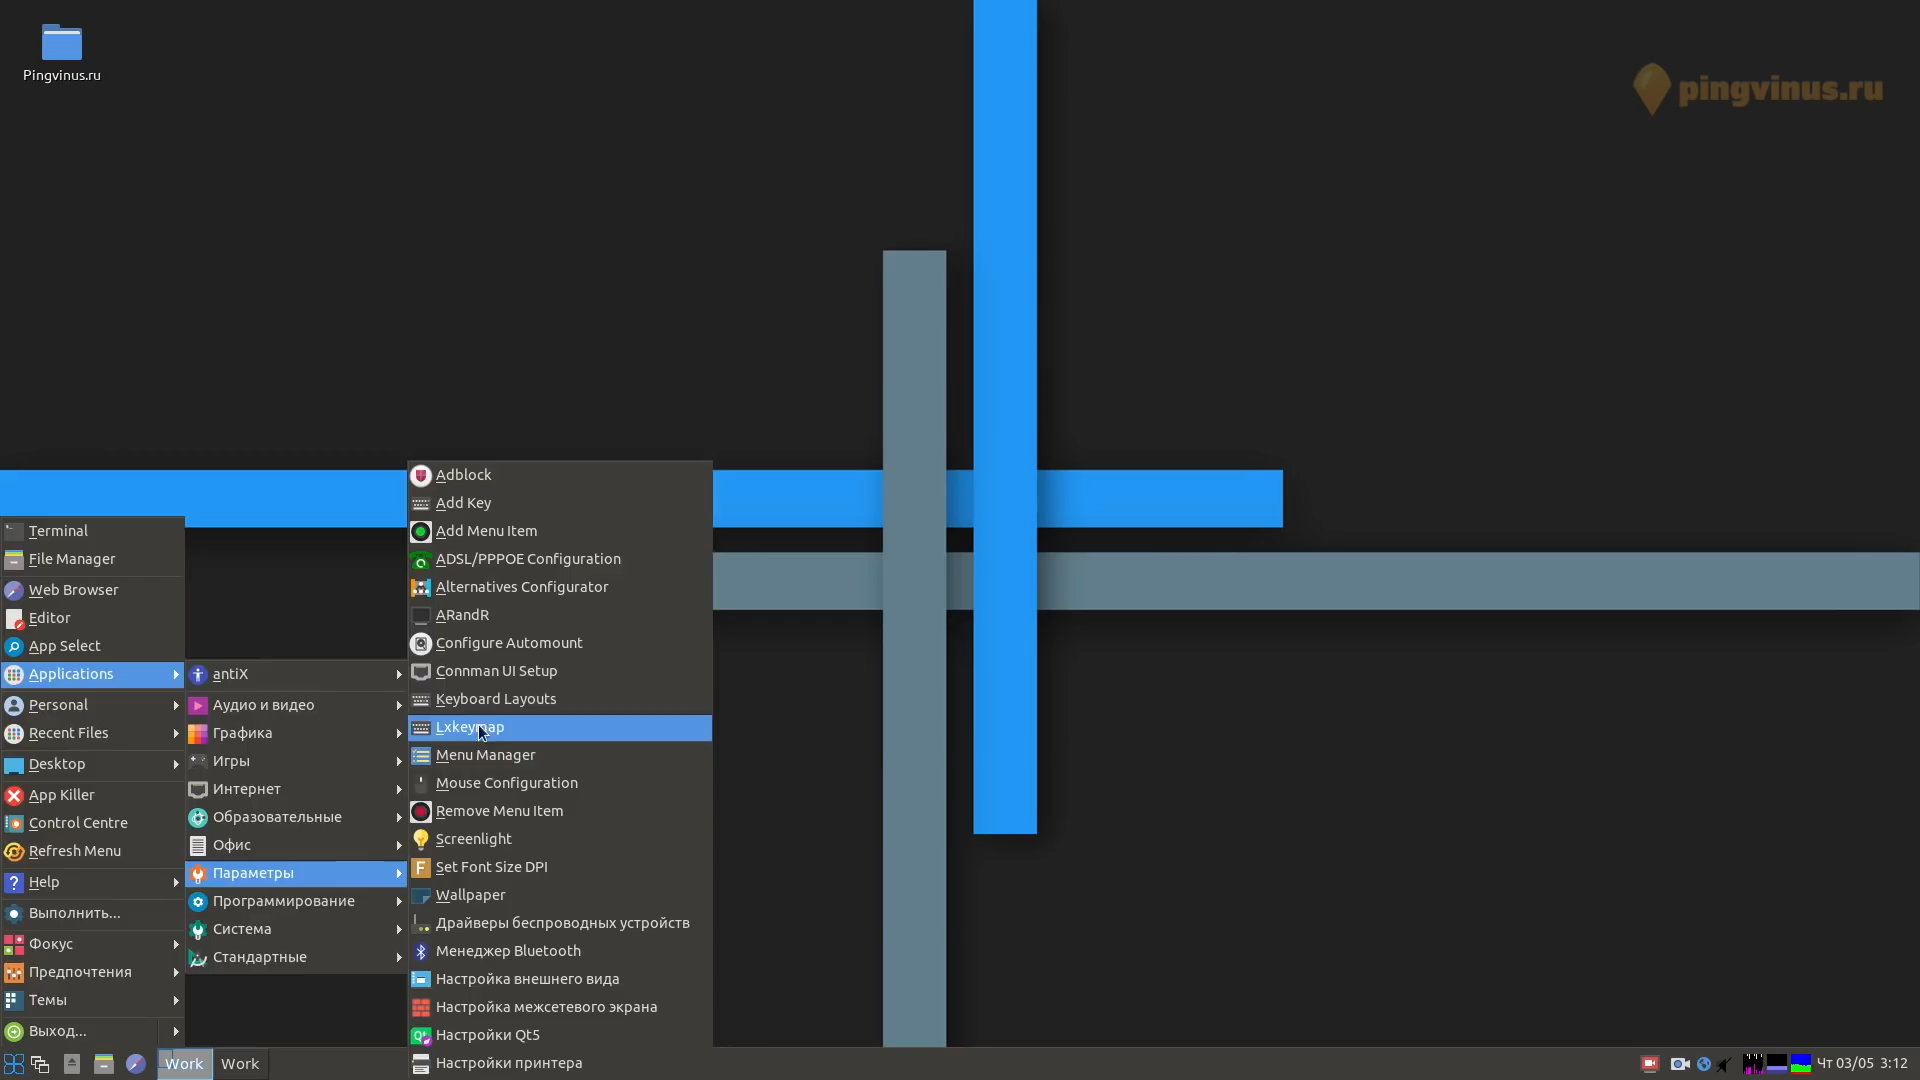 Pingvinus.ru
pingvinus.ru
Terminal
File Manager
Web Browser
Editor
App Select
Applications
Personal
Recent Files
Desktop
App Killer
Control Centre
Refresh Menu
Help
Выполнить...
Фокус
Предпочтения
Темы
Выход...
antiX
Аудио и видео
Графика
Игры
Интернет
Образовательные
Офис
Параметры
Программирование
Система
Стандартные
Adblock
Add Key
Add Menu Item
ADSL/PPPOE Configuration
Alternatives Configurator
ARandR
Configure Automount
Connman UI Setup
Keyboard Layouts
Lxkeymap
Menu Manager
Mouse Configuration
Remove Menu Item
Screenlight
Set Font Size DPI
Wallpaper
Драйверы беспроводных устройств
Менеджер Bluetooth
Настройка внешнего вида
Настройка межсетевого экрана
Настройки Qt5
Настройки принтера
Work Work
Чт 03/05 3:12